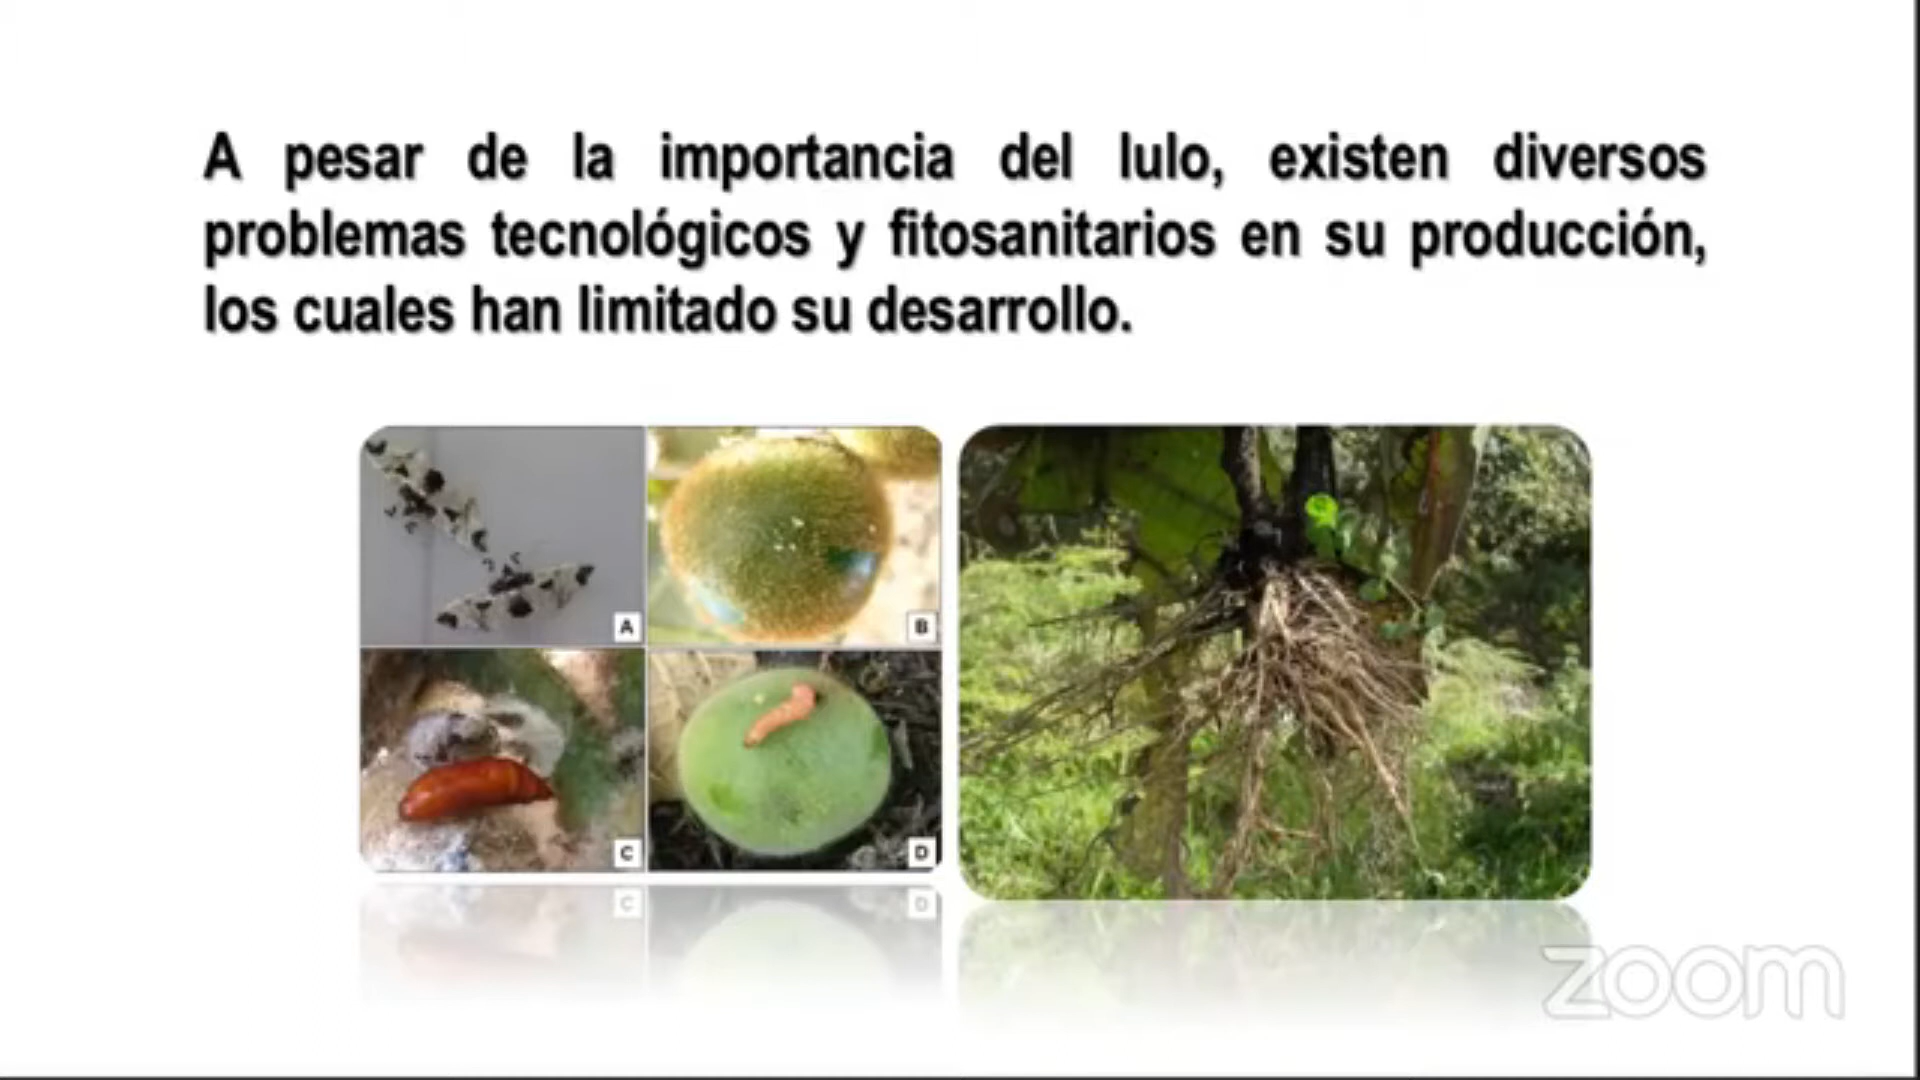 A pesar de la importancia del lulo, existen diversos
problemas tecnológicos y fitosanitarios en su producción,
los cuales han limitado su desarrollo.
A
B
C
D
C
D
zoom